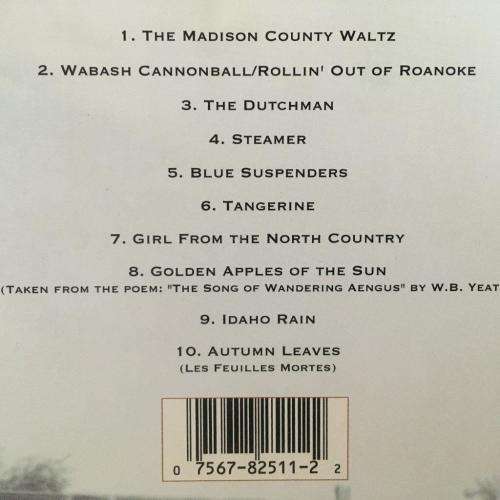 1. The Madison County Waltz
2. Wabash Cannonball/Rollin' Out of Roanoke
3. The Dutchman
4. Steamer
5. Blue Suspenders
6. Tangerine
7. Girl From the North Country
8. Golden Apples of the Sun
(Taken from the poem: "The Song of Wandering Aengus" by W.B. Yeat
9. Idaho Rain
10. Autumn Leaves
(Les Feuilles Mortes)
0 7567-82511-2 2